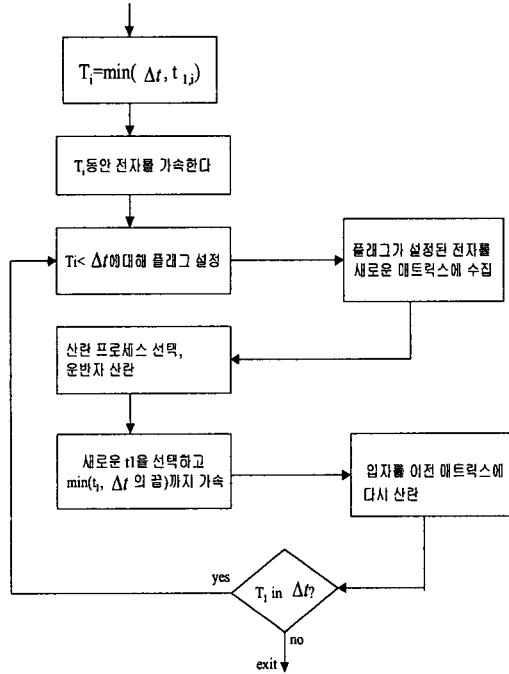 Ti=min( Δt, t 1,i)
Ti동안 전자를 가속한다
Ti< Δt에대해 플래그 설정
플래그가 설정된 전자를
새로운 매트릭스에 수집
산란 프로세스 선택,
운반자 산란
새로운 t1을 선택하고
min(t1, Δt 의 끝)까지 가속
입자를 이전 매트릭스에
다시 산란
yes
T1 in Δt?
no
exit